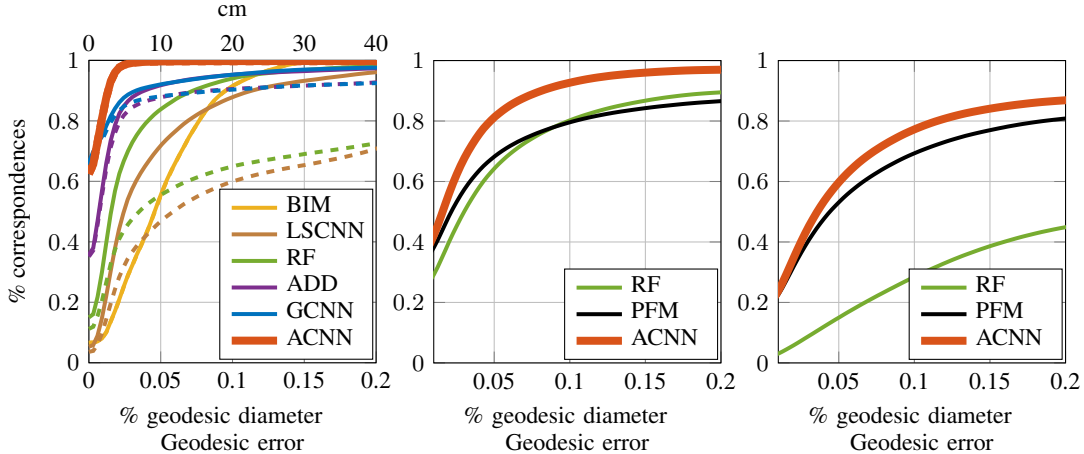 cm
0 10 20 30 40
% correspondences
1
0.8
0.6
0.4
0.2
0
BIM
LSCNN
RF
ADD
GCNN
ACNN
0 0.05 0.1 0.15 0.2
% geodesic diameter
Geodesic error
1
0.8
0.6
0.4
0.2
0
RF
PFM
ACNN
0.05 0.1 0.15 0.2
% geodesic diameter
Geodesic error
1
0.8
0.6
0.4
0.2
0
RF
PFM
ACNN
0.05 0.1 0.15 0.2
% geodesic diameter
Geodesic error